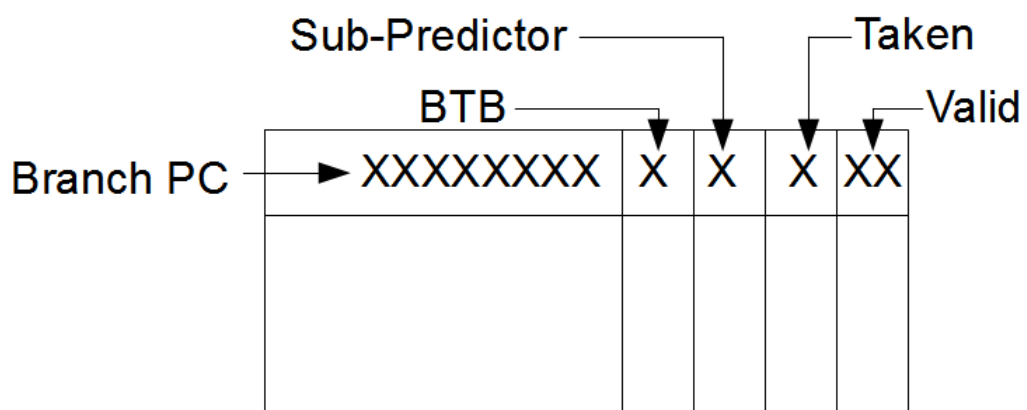 Sub-Predictor Taken
BTB Valid
Branch PC XXXXXXXX X X X XX